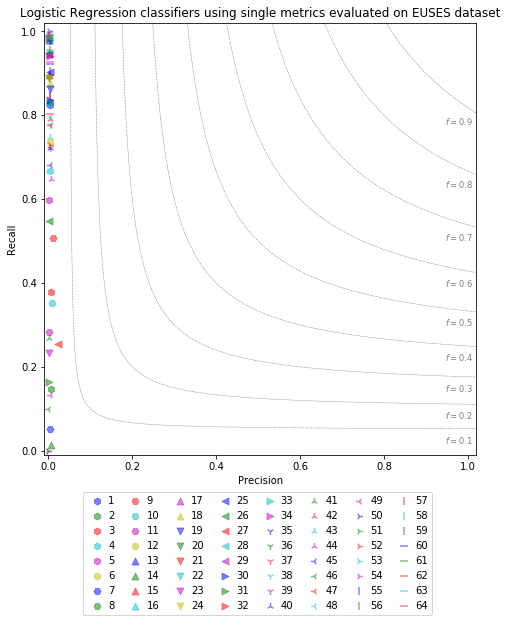 Logistic Regression classifiers using single metrics evaluated on EUSES dataset
1.0
f = 0.9
0.8
f = 0.8
0.6
f = 0.7
f = 0.6
Recall
0.4
f = 0.5
f = 0.4
0.2
f = 0.3
f = 0.2
f = 0.1
0.0
0.0 0.2 0.4 0.6 0.8 1.0
Precision
1 9 17 25 33 41 49 57
2 10 18 26 34 42 50 58
3 11 19 27 35 43 51 59
4 12 20 28 36 44 52 60
5 13 21 29 37 45 53 61
6 14 22 30 38 46 54 62
7 15 23 31 39 47 55 63
8 16 24 32 40 48 56 64